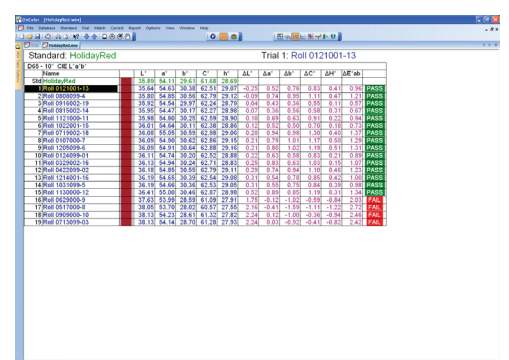 OnColor - [HolidayRed.wine]
File Database Standard Trial Match Correct Report Options View Window Help
HolidayRed.wine
Standard: HolidayRed Trial 1: Roll 0121001-13
D65 - 10° CIE L*a*b*
Name L* a* b* C* h* ΔL* Δa* Δb* ΔC* ΔH* ΔE*ab
Std HolidayRed 35.89 54.11 29.61 61.68 28.69
1 Roll 0121001-13 35.64 54.63 30.38 62.51 29.07 -0.25 0.52 0.76 0.83 0.41 0.96 PASS
2 Roll 0808099-4 35.80 54.85 30.56 62.79 29.12 -0.09 0.74 0.95 1.11 0.47 1.21 PASS
3 Roll 0916002-19 35.92 54.54 29.97 62.24 28.79 0.04 0.43 0.36 0.55 0.11 0.57 PASS
4 Roll 0815002-14 35.95 54.47 30.17 62.27 28.98 0.07 0.36 0.56 0.58 0.31 0.67 PASS
5 Roll 1121000-11 35.98 54.80 30.25 62.59 28.90 0.10 0.69 0.63 0.91 0.22 0.94 PASS
6 Roll 1022001-15 36.01 54.64 30.11 62.38 28.86 0.12 0.52 0.50 0.70 0.18 0.73 PASS
7 Roll 0719002-18 36.08 55.05 30.59 62.98 29.06 0.20 0.94 0.98 1.30 0.40 1.37 PASS
8 Roll 0107000-7 36.09 54.90 30.62 62.86 29.15 0.21 0.79 1.01 1.17 0.50 1.29 PASS
9 Roll 1205099-6 36.09 54.91 30.64 62.88 29.16 0.21 0.80 1.02 1.19 0.51 1.31 PASS
10 Roll 0124099-01 36.11 54.74 30.20 62.52 28.88 0.22 0.63 0.58 0.83 0.21 0.89 PASS
11 Roll 0329002-16 36.13 54.94 30.24 62.71 28.83 0.25 0.83 0.63 1.03 0.15 1.07 PASS
12 Roll 0422099-02 36.18 54.85 30.55 62.79 29.11 0.29 0.74 0.94 1.10 0.46 1.23 PASS
13 Roll 1214001-16 36.19 54.65 30.39 62.54 29.08 0.31 0.54 0.78 0.85 0.42 1.00 PASS
14 Roll 1031099-5 36.19 54.66 30.36 62.53 29.05 0.31 0.55 0.75 0.84 0.39 0.98 PASS
15 Roll 1130000-12 36.41 55.00 30.46 62.87 28.98 0.52 0.89 0.85 1.19 0.31 1.34 PASS
16 Roll 0629000-9 37.63 53.99 28.59 61.09 27.91 1.75 -0.12 -1.02 -0.59 -0.84 2.03 FAIL
17 Roll 0517000-8 38.05 53.70 28.02 60.57 27.55 2.16 -0.41 -1.59 -1.11 -1.22 2.72 FAIL
18 Roll 0909000-10 38.13 54.23 28.61 61.32 27.82 2.24 0.12 -1.00 -0.36 -0.94 2.46 FAIL
19 Roll 0713099-03 38.13 54.14 28.70 61.28 27.93 2.24 0.03 -0.92 -0.41 -0.82 2.42 FAIL